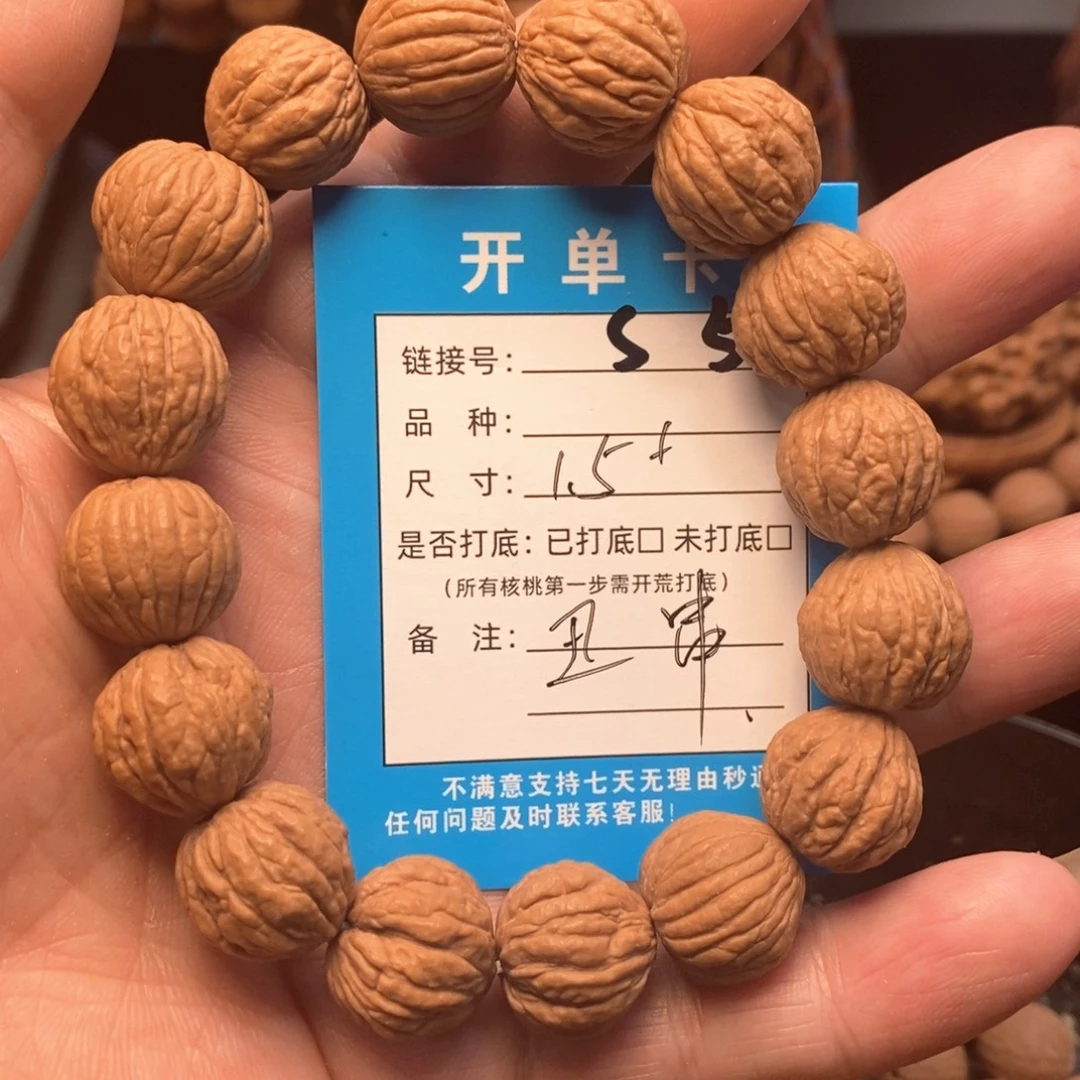 开单卡
链接号: S 5
品 种:
尺 寸: 15+
是否打底: 已打底□ 未打底□
(所有核桃第一步需开荒打底)
备 注: 丑
不满意支持七天无理由秒
任何问题及时联系客服!